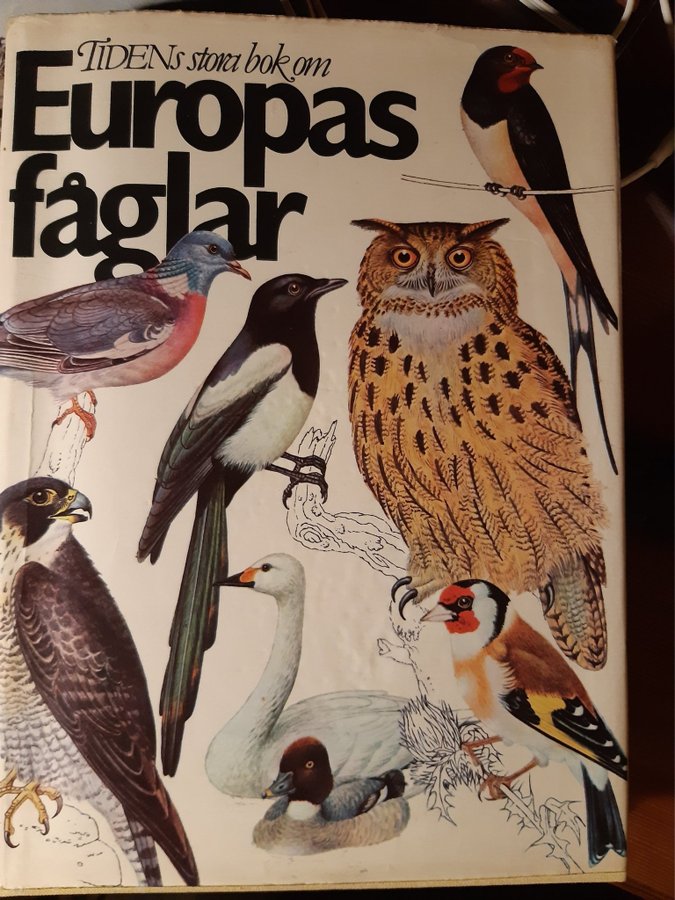 TIDENs stora bok om
Europas
fåglar